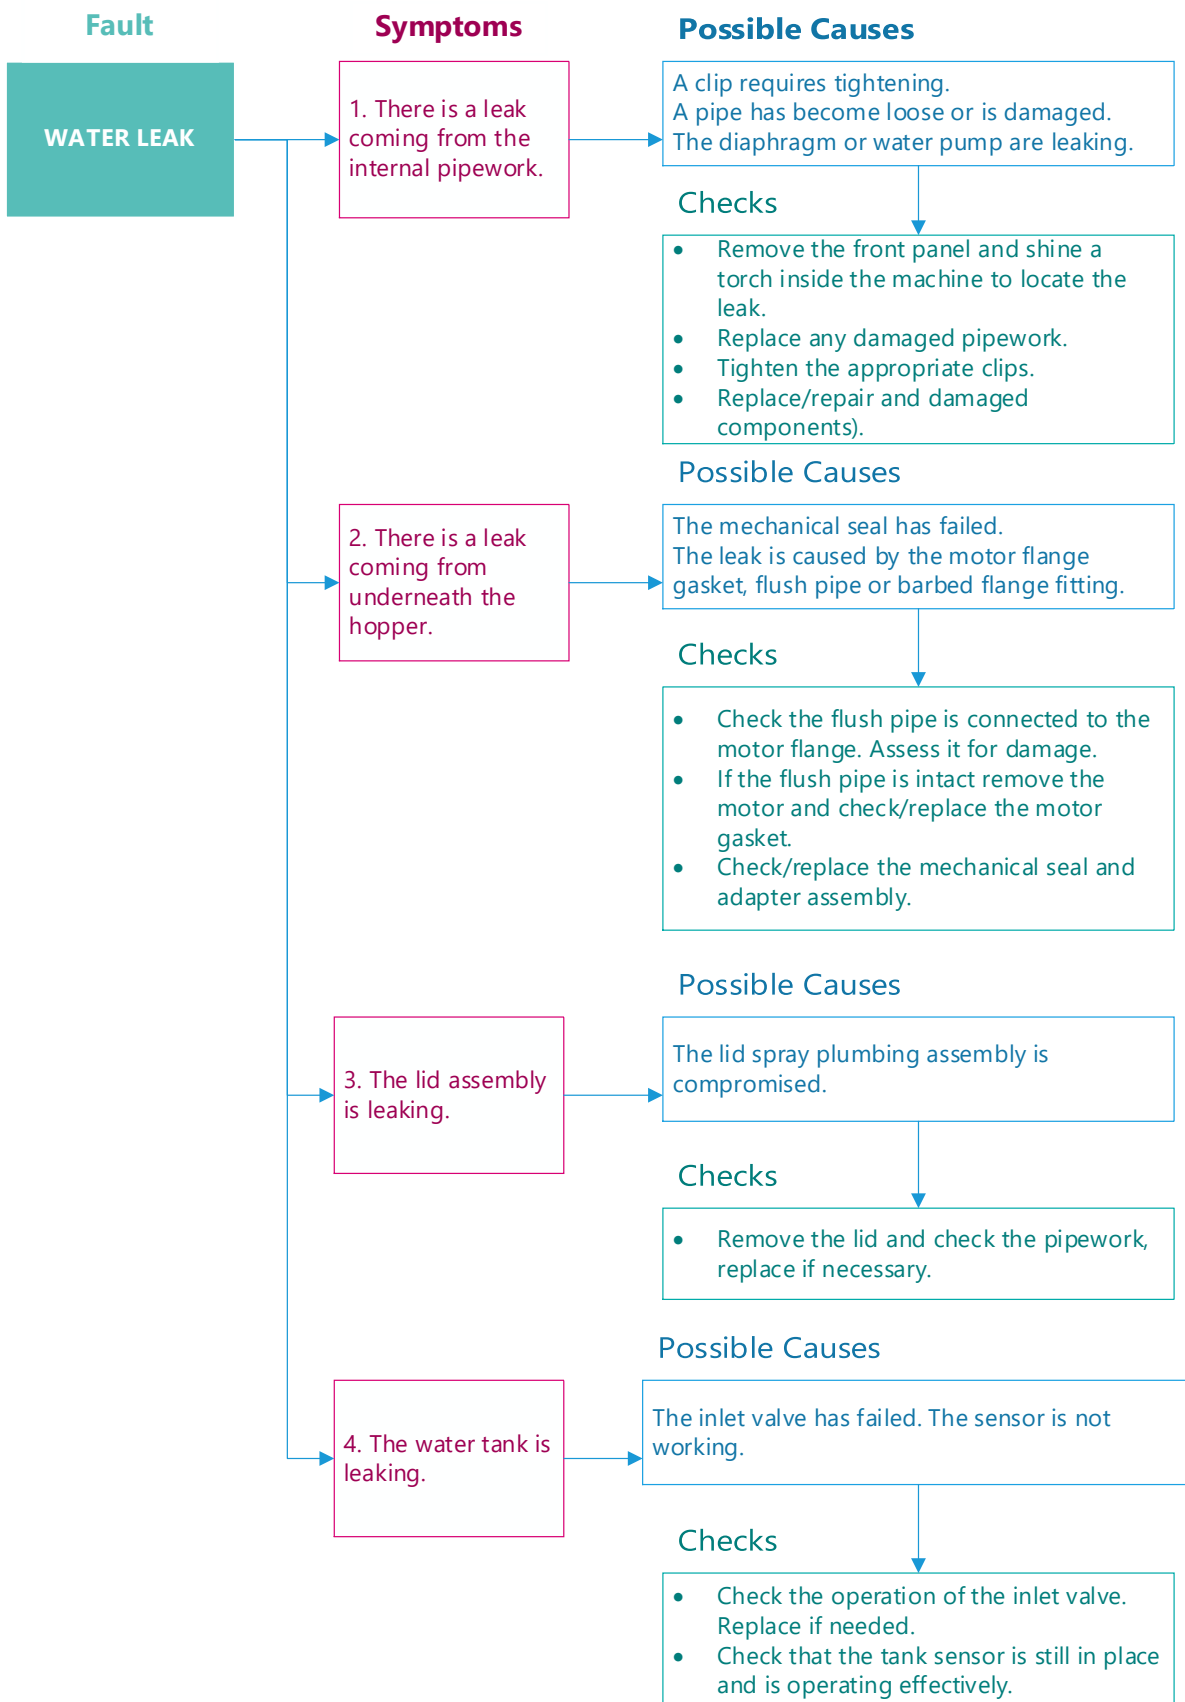 Fault
Symptoms
Possible Causes
WATER LEAK
1. There is a leak
coming from the
internal pipework.
A clip requires tightening.
A pipe has become loose or is damaged.
The diaphragm or water pump are leaking.
Checks
• Remove the front panel and shine a
torch inside the machine to locate the
leak.
• Replace any damaged pipework.
• Tighten the appropriate clips.
• Replace/repair and damaged
components).
Possible Causes
2. There is a leak
coming from
underneath the
hopper.
The mechanical seal has failed.
The leak is caused by the motor flange
gasket, flush pipe or barbed flange fitting.
Checks
• Check the flush pipe is connected to the
motor flange. Assess it for damage.
• If the flush pipe is intact remove the
motor and check/replace the motor
gasket.
• Check/replace the mechanical seal and
adapter assembly.
Possible Causes
3. The lid assembly
is leaking.
The lid spray plumbing assembly is
compromised.
Checks
• Remove the lid and check the pipework,
replace if necessary.
Possible Causes
4. The water tank is
leaking.
The inlet valve has failed. The sensor is not
working.
Checks
• Check the operation of the inlet valve.
Replace if needed.
• Check that the tank sensor is still in place
and is operating effectively.